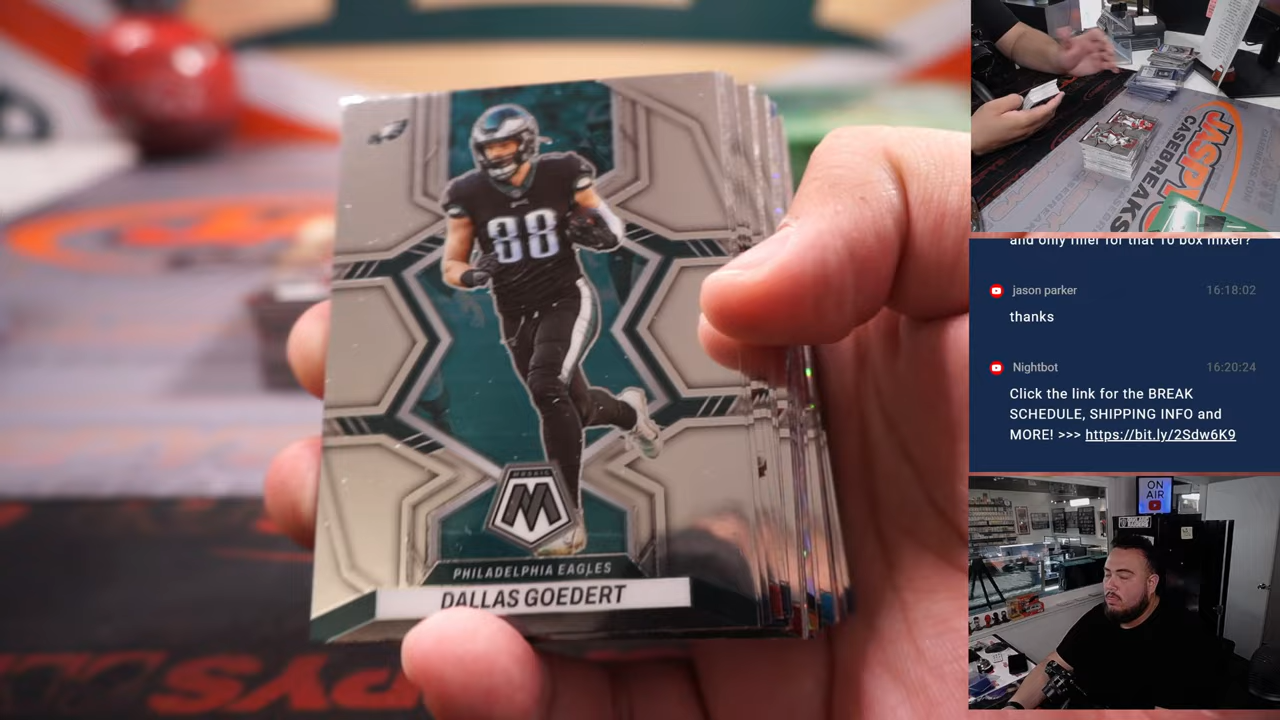 88
MOSAIC
M
PHILADELPHIA EAGLES
DALLAS GOEDERT
JASPY'S
CASEBREAKS
and only filler for that 10 box mixer?
jason parker
16:18:02
thanks
Nightbot
16:20:24
Click the link for the BREAK
SCHEDULE, SHIPPING INFO and
MORE! >>> https://bit.ly/2Sdw6K9
ON
AIR